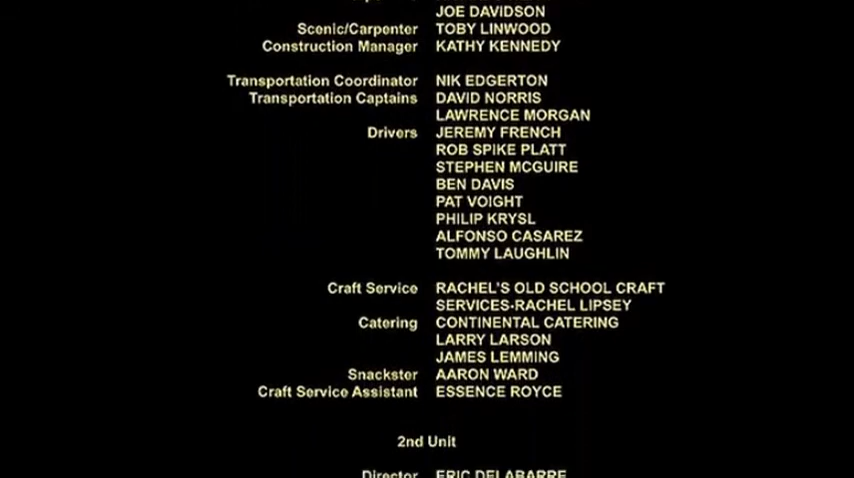 JOE DAVIDSON
Scenic/Carpenter TOBY LINWOOD
Construction Manager KATHY KENNEDY
Transportation Coordinator NIK EDGERTON
Transportation Captains DAVID NORRIS
LAWRENCE MORGAN
Drivers JEREMY FRENCH
ROB SPIKE PLATT
STEPHEN MCGUIRE
BEN DAVIS
PAT VOIGHT
PHILIP KRYSL
ALFONSO CASAREZ
TOMMY LAUGHLIN
Craft Service RACHEL'S OLD SCHOOL CRAFT
SERVICES-RACHEL LIPSEY
Catering CONTINENTAL CATERING
LARRY LARSON
JAMES LEMMING
Snackster AARON WARD
Craft Service Assistant ESSENCE ROYCE
2nd Unit
Director ERIC DELABARRE